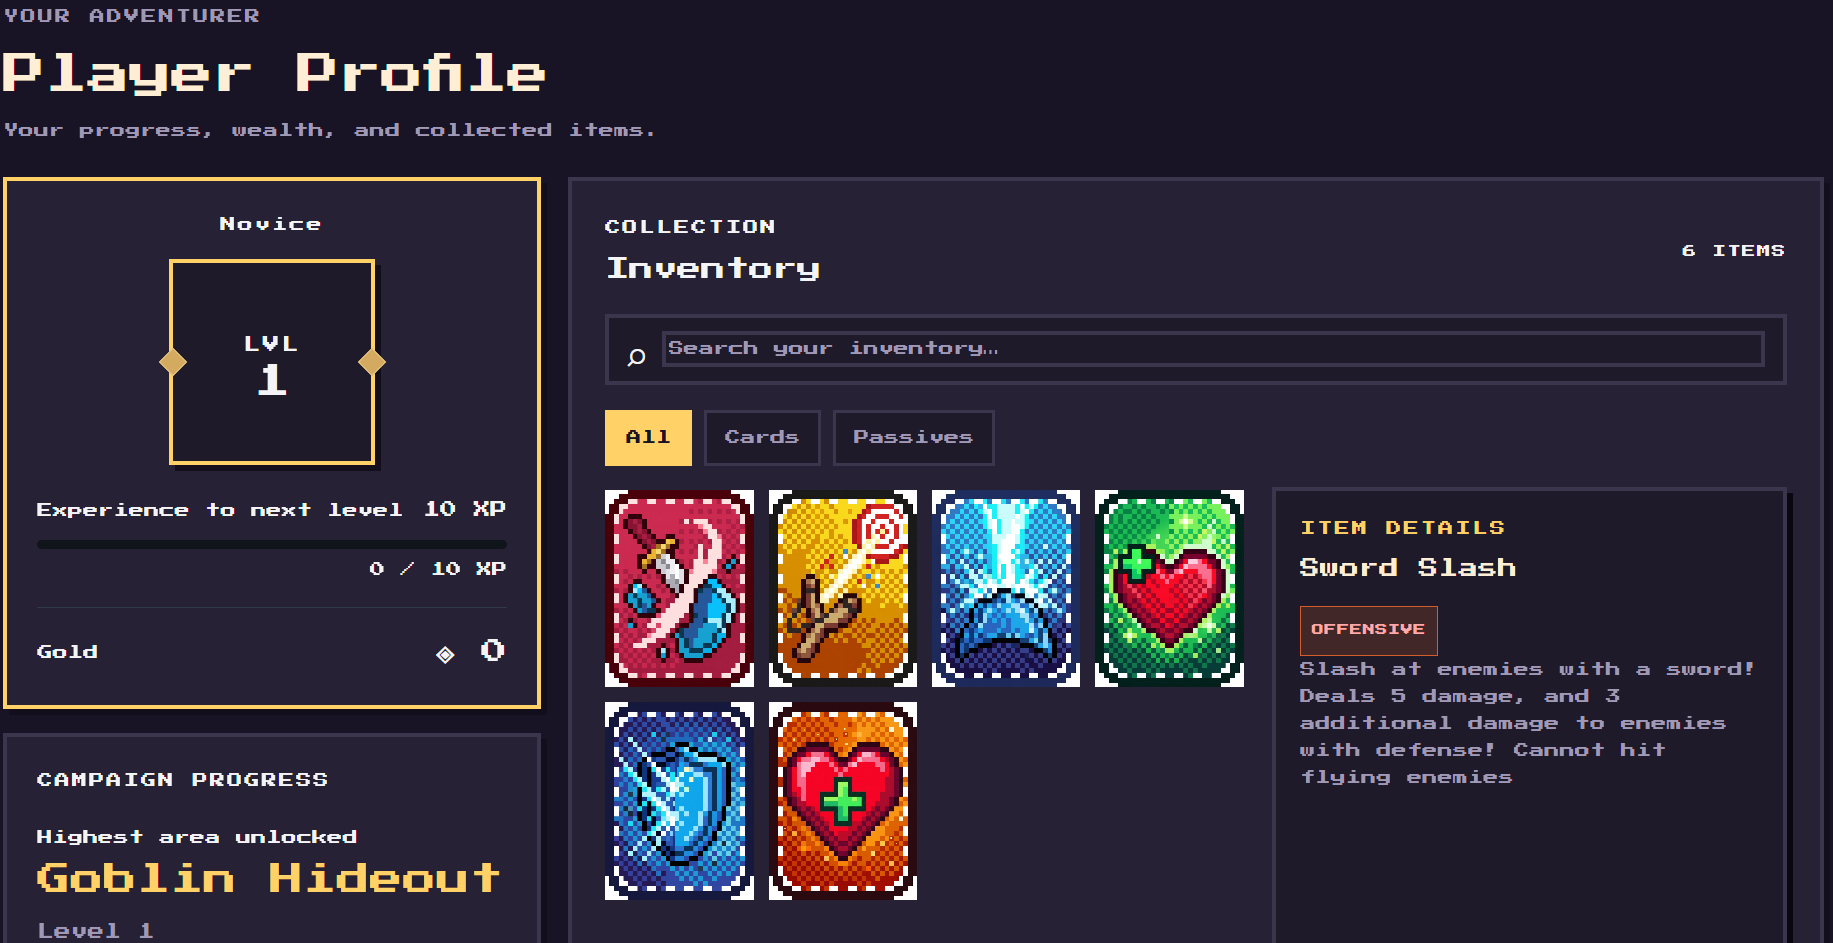 YOUR ADVENTURER
Player Profile
Your progress, wealth, and collected items.
Novice
LVL
1
Experience to next level 10 XP
0 / 10 XP
Gold ◈ 0
CAMPAIGN PROGRESS
Highest area unlocked
Goblin Hideout
Level 1
COLLECTION
Inventory
6 ITEMS
Search your inventory…
All Cards Passives
ITEM DETAILS
Sword Slash
OFFENSIVE
Slash at enemies with a sword!
Deals 5 damage, and 3
additional damage to enemies
with defense! Cannot hit
flying enemies